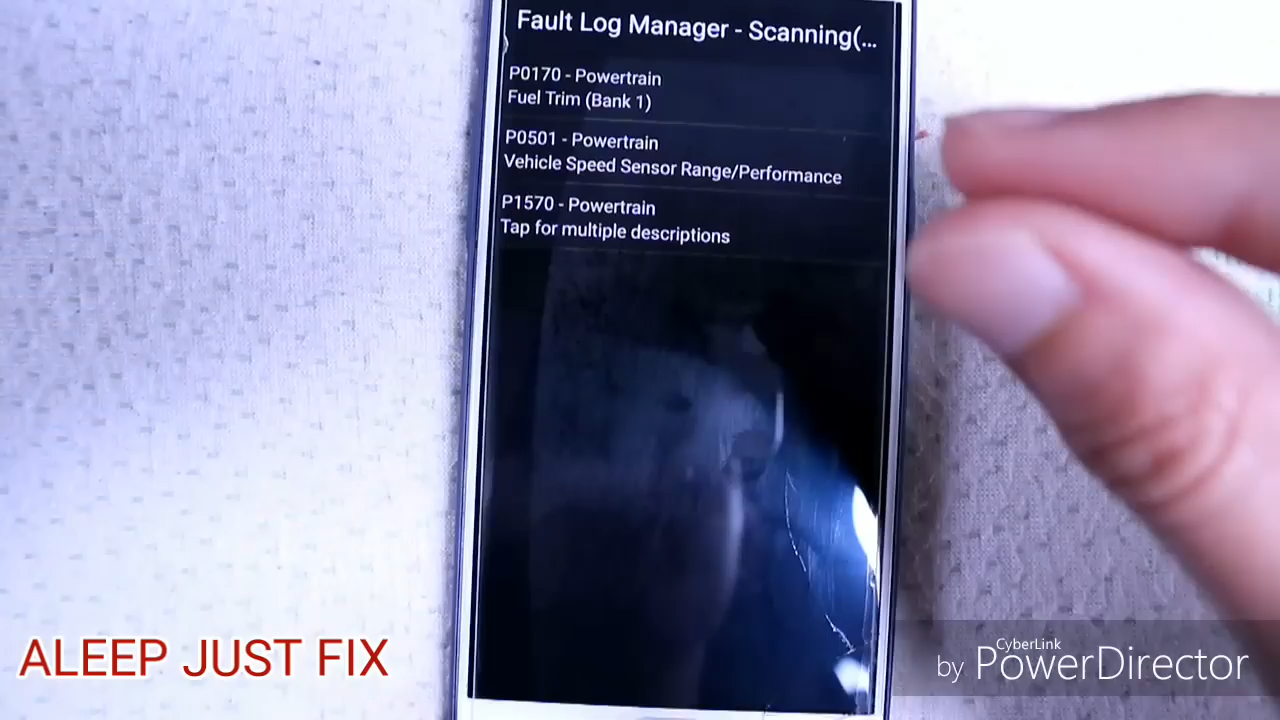 Fault Log Manager - Scanning(...
P0170 - Powertrain
Fuel Trim (Bank 1)
P0501 - Powertrain
Vehicle Speed Sensor Range/Performance
P1570 - Powertrain
Tap for multiple descriptions
ALEEP JUST FIX
by CyberLink PowerDirector